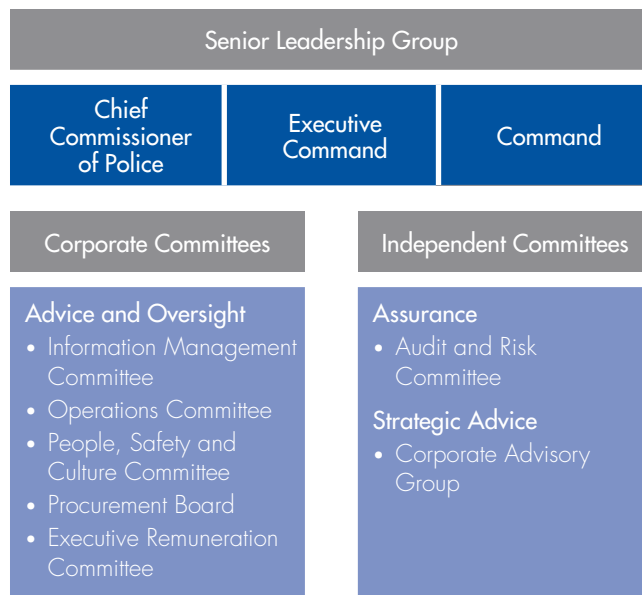 Senior Leadership Group
Chief
Commissioner
of Police
Executive
Command
Command
Corporate Committees
Advice and Oversight
• Information Management
Committee
• Operations Committee
• People, Safety and
Culture Committee
• Procurement Board
• Executive Remuneration
Committee
Independent Committees
Assurance
• Audit and Risk
Committee
Strategic Advice
• Corporate Advisory
Group